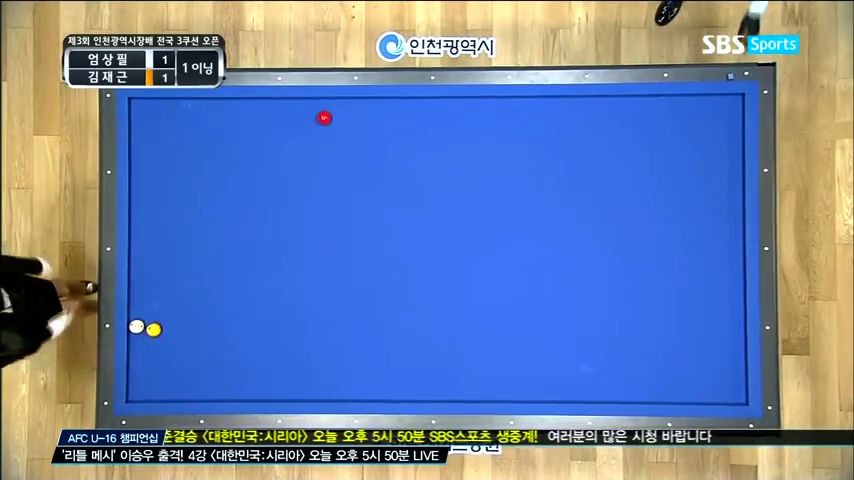 제3회 인천광역시장배 전국 3쿠션 오픈
엄상필 1
김재근 1
1 이닝
인천광역시
SBS Sports
AFC U-16 챔피언십
준결승 <대한민국:시리아> 오늘 오후 5시 50분 SBS스포츠 생중계! 여러분의 많은 시청 바랍니다
'리틀 메시' 이승우 출격! 4강 <대한민국:시리아> 오늘 오후 5시 50분 LIVE